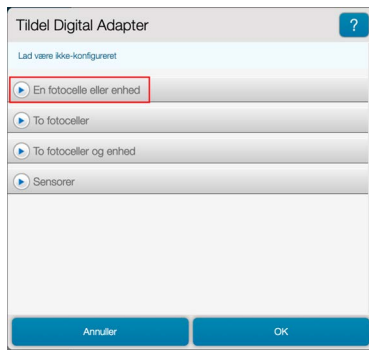 Tildel Digital Adapter
?
Lad være ikke-konfigureret
En fotocelle eller enhed
To fotoceller
To fotoceller og enhed
Sensorer
Annuller
OK